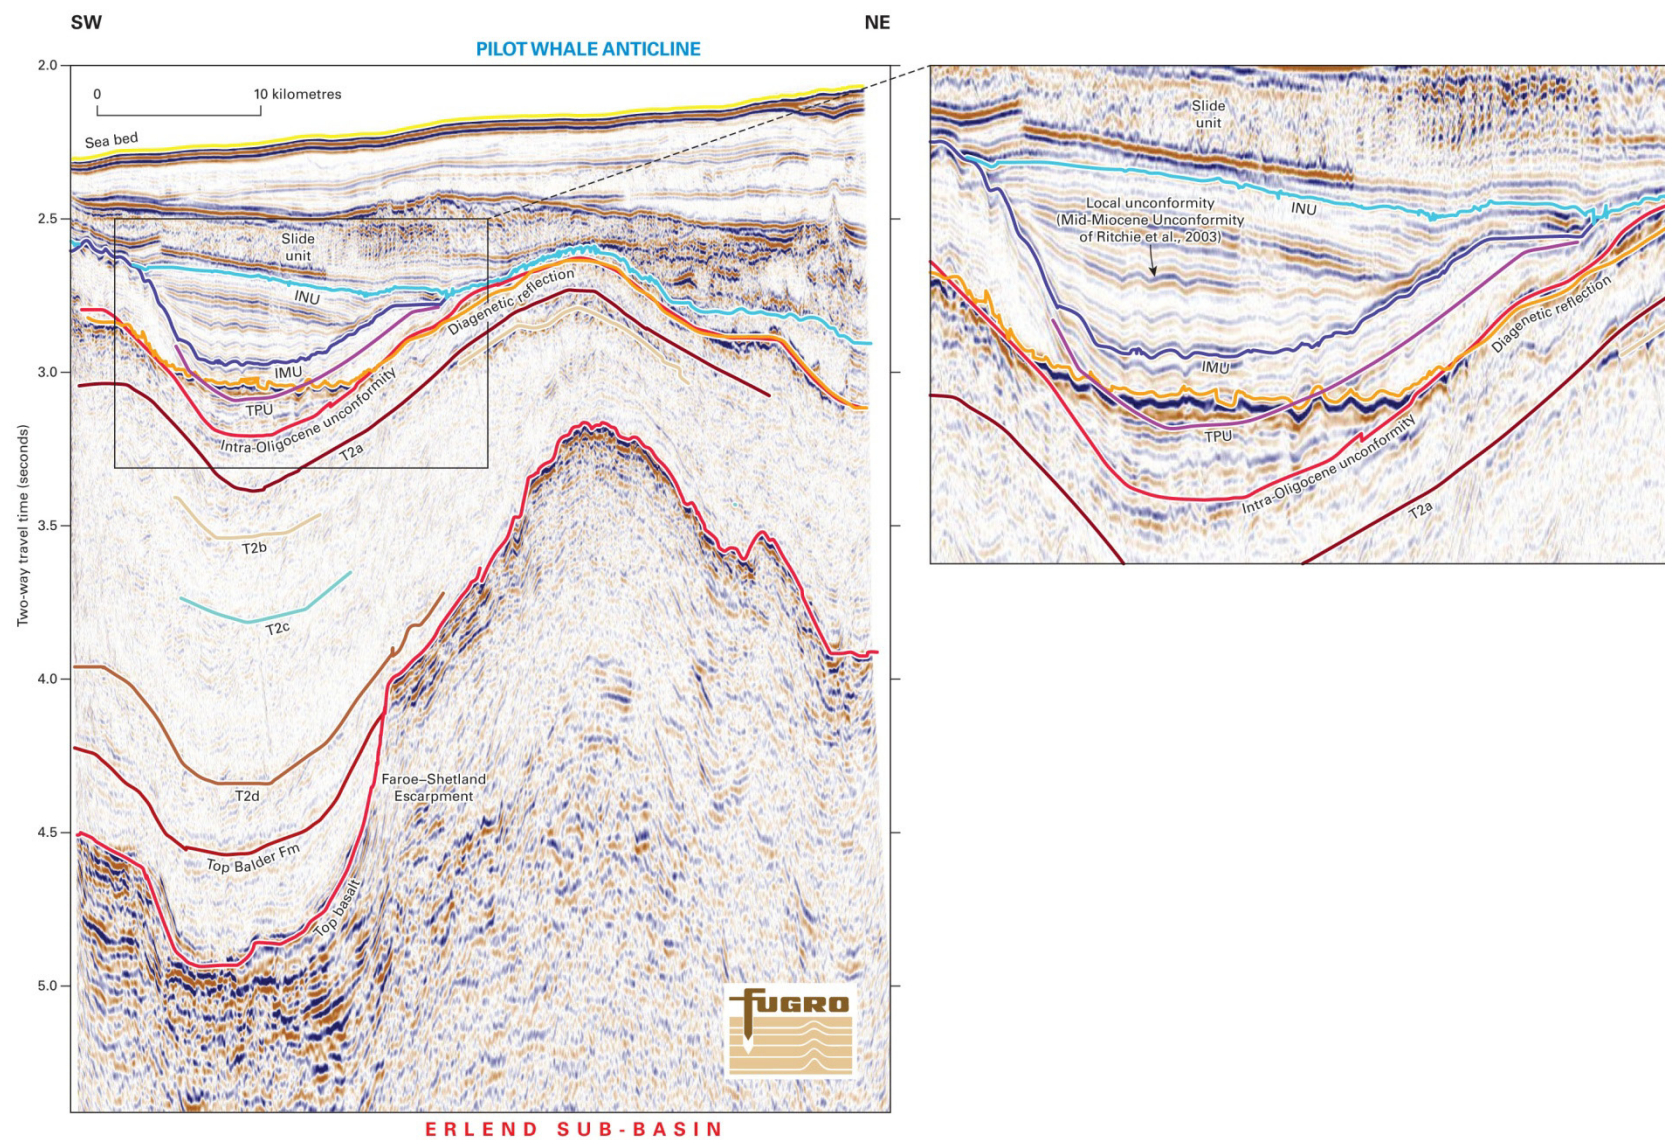 SW
NE
PILOT WHALE ANTICLINE
2.0
0
10 kilometres
Sea bed
2.5
Slide
unit
INU
Diagenetic reflection
3.0
IMU
TPU
Intra-Oligocene unconformity
T2a
3.5
T2b
T2c
Two-way travel time (seconds)
4.0
T2d
Faroe–Shetland
Escarpment
4.5
Top Balder Fm
Top basalt
5.0
fUGRO
ERLEND SUB-BASIN
Slide
unit
Local unconformity
(Mid-Miocene Unconformity
of Ritchie et al., 2003)
INU
IMU
Diagenetic reflection
TPU
Intra-Oligocene unconformity
T2a